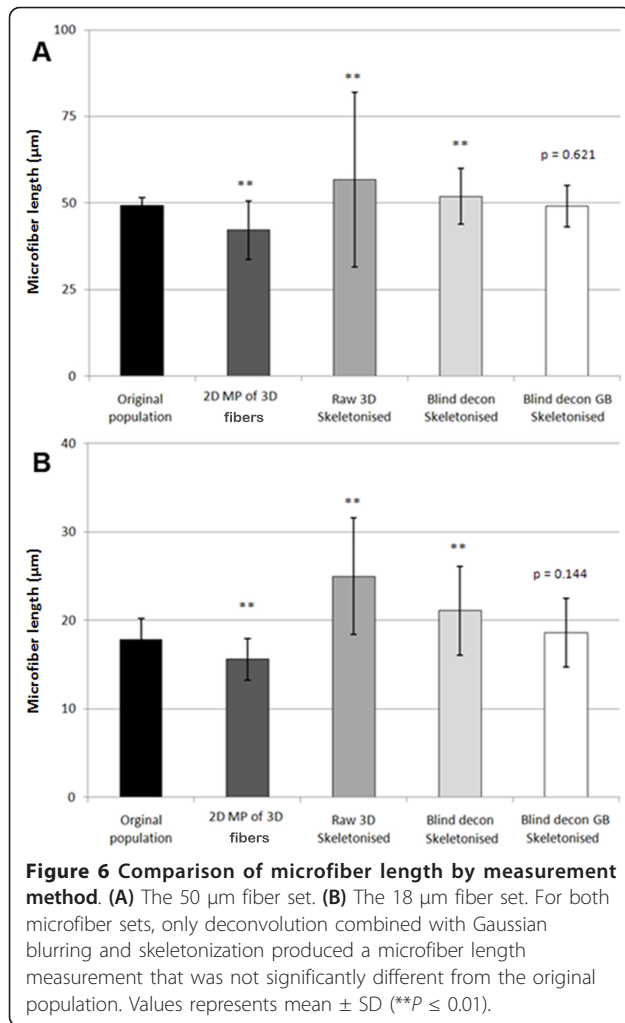 A
Microfiber length (µm)
100
75
50
25
0
**
**
**
p = 0.621
Original population
2D MP of 3D fibers
Raw 3D Skeletonised
Blind decon Skeletonised
Blind decon GB Skeletonised
B
Microfiber length (µm)
40
30
20
10
0
**
**
**
p = 0.144
Orginal population
2D MP of 3D fibers
Raw 3D Skeletonised
Blind decon Skeletonised
Blind decon GB Skeletonised
Figure 6 Comparison of microfiber length by measurement
method. (A) The 50 µm fiber set. (B) The 18 µm fiber set. For both
microfiber sets, only deconvolution combined with Gaussian
blurring and skeletonization produced a microfiber length
measurement that was not significantly different from the original
population. Values represents mean ± SD (**P ≤ 0.01).